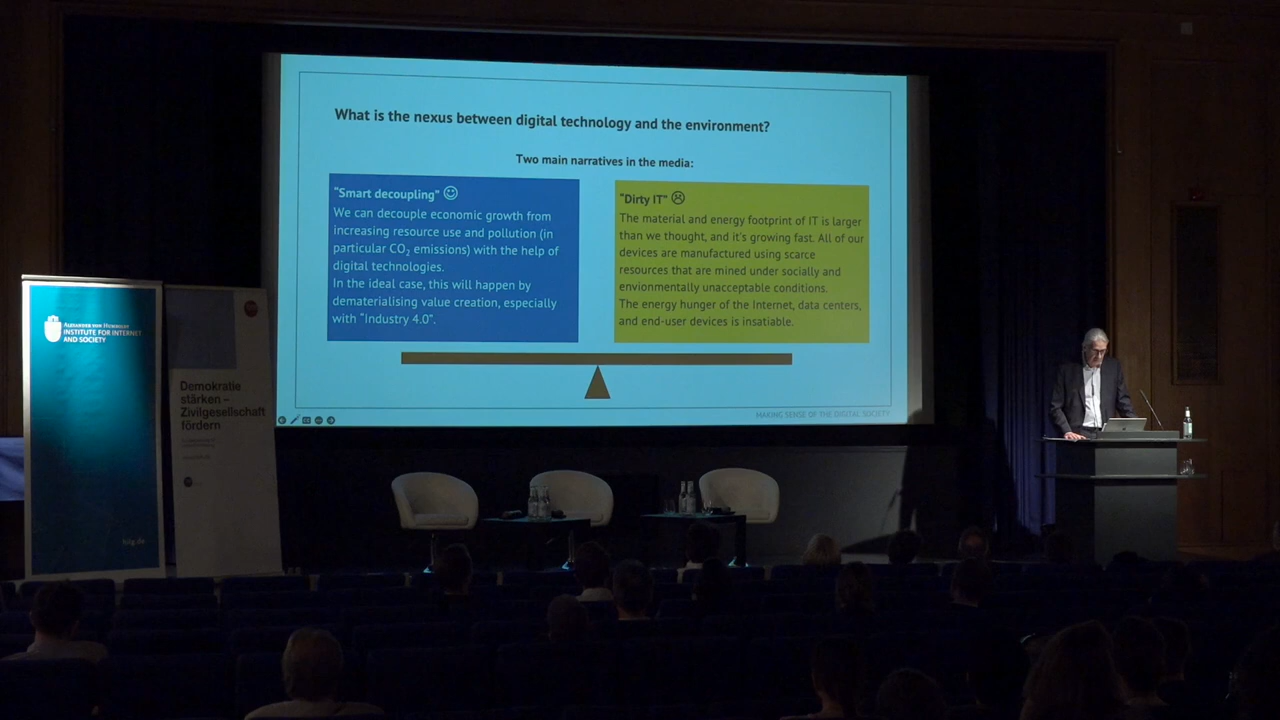 What is the nexus between digital technology and the environment?
Two main narratives in the media:
“Smart decoupling” ☺
We can decouple economic growth from
increasing resource use and pollution (in
particular CO₂ emissions) with the help of
digital technologies.
In the ideal case, this will happen by
dematerialising value creation, especially
with “Industry 4.0”.
“Dirty IT” ☹
The material and energy footprint of IT is larger
than we thought, and it's growing fast. All of our
devices are manufactured using scarce
resources that are mined under socially and
environmentally unacceptable conditions.
The energy hunger of the Internet, data centers,
and end-user devices is insatiable.
MAKING SENSE OF THE DIGITAL SOCIETY
ALEXANDER VON HUMBOLDT
INSTITUTE FOR INTERNET
AND SOCIETY
hiig.de
Demokratie
stärken –
Zivilgesellschaft
fördern